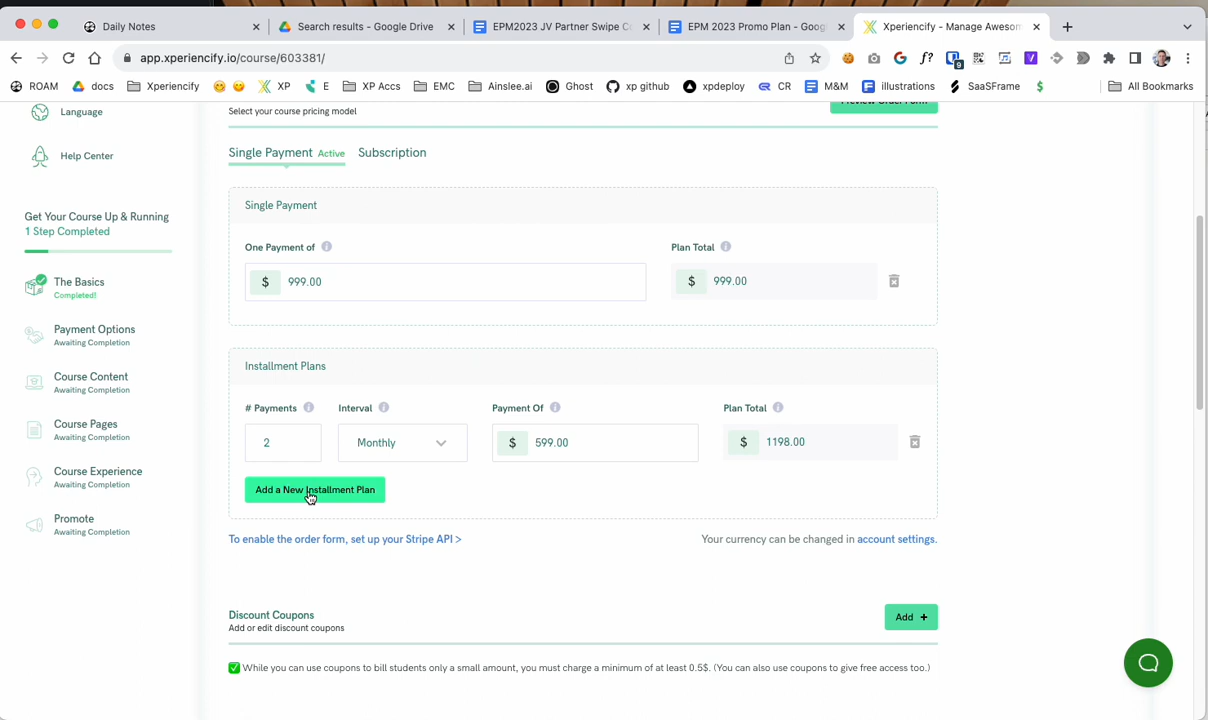 Daily Notes
Search results - Google Drive
EPM2023 JV Partner Swipe Co
EPM 2023 Promo Plan - Goog
Xperiencify - Manage Awesom
app.xperiencify.io/course/603381/
f?
9
ROAM
docs
Xperiencify
XP
E
XP Accs
EMC
Ainslee.ai
Ghost
xp github
xpdeploy
CR
M&M
illustrations
SaaSFrame
$
All Bookmarks
Language
Help Center
Get Your Course Up & Running
1 Step Completed
The Basics
Completed!
Payment Options
Awaiting Completion
Course Content
Awaiting Completion
Course Pages
Awaiting Completion
Course Experience
Awaiting Completion
Promote
Awaiting Completion
Select your course pricing model
Preview Order Form
Single Payment Active Subscription
Single Payment
One Payment of
Plan Total
$ 999.00
$ 999.00
Installment Plans
# Payments
Interval
Payment Of
Plan Total
2
Monthly
$ 599.00
$ 1198.00
Add a New Installment Plan
To enable the order form, set up your Stripe API >
Your currency can be changed in account settings.
Discount Coupons
Add or edit discount coupons
Add +
While you can use coupons to bill students only a small amount, you must charge a minimum of at least 0.5$. (You can also use coupons to give free access too.)